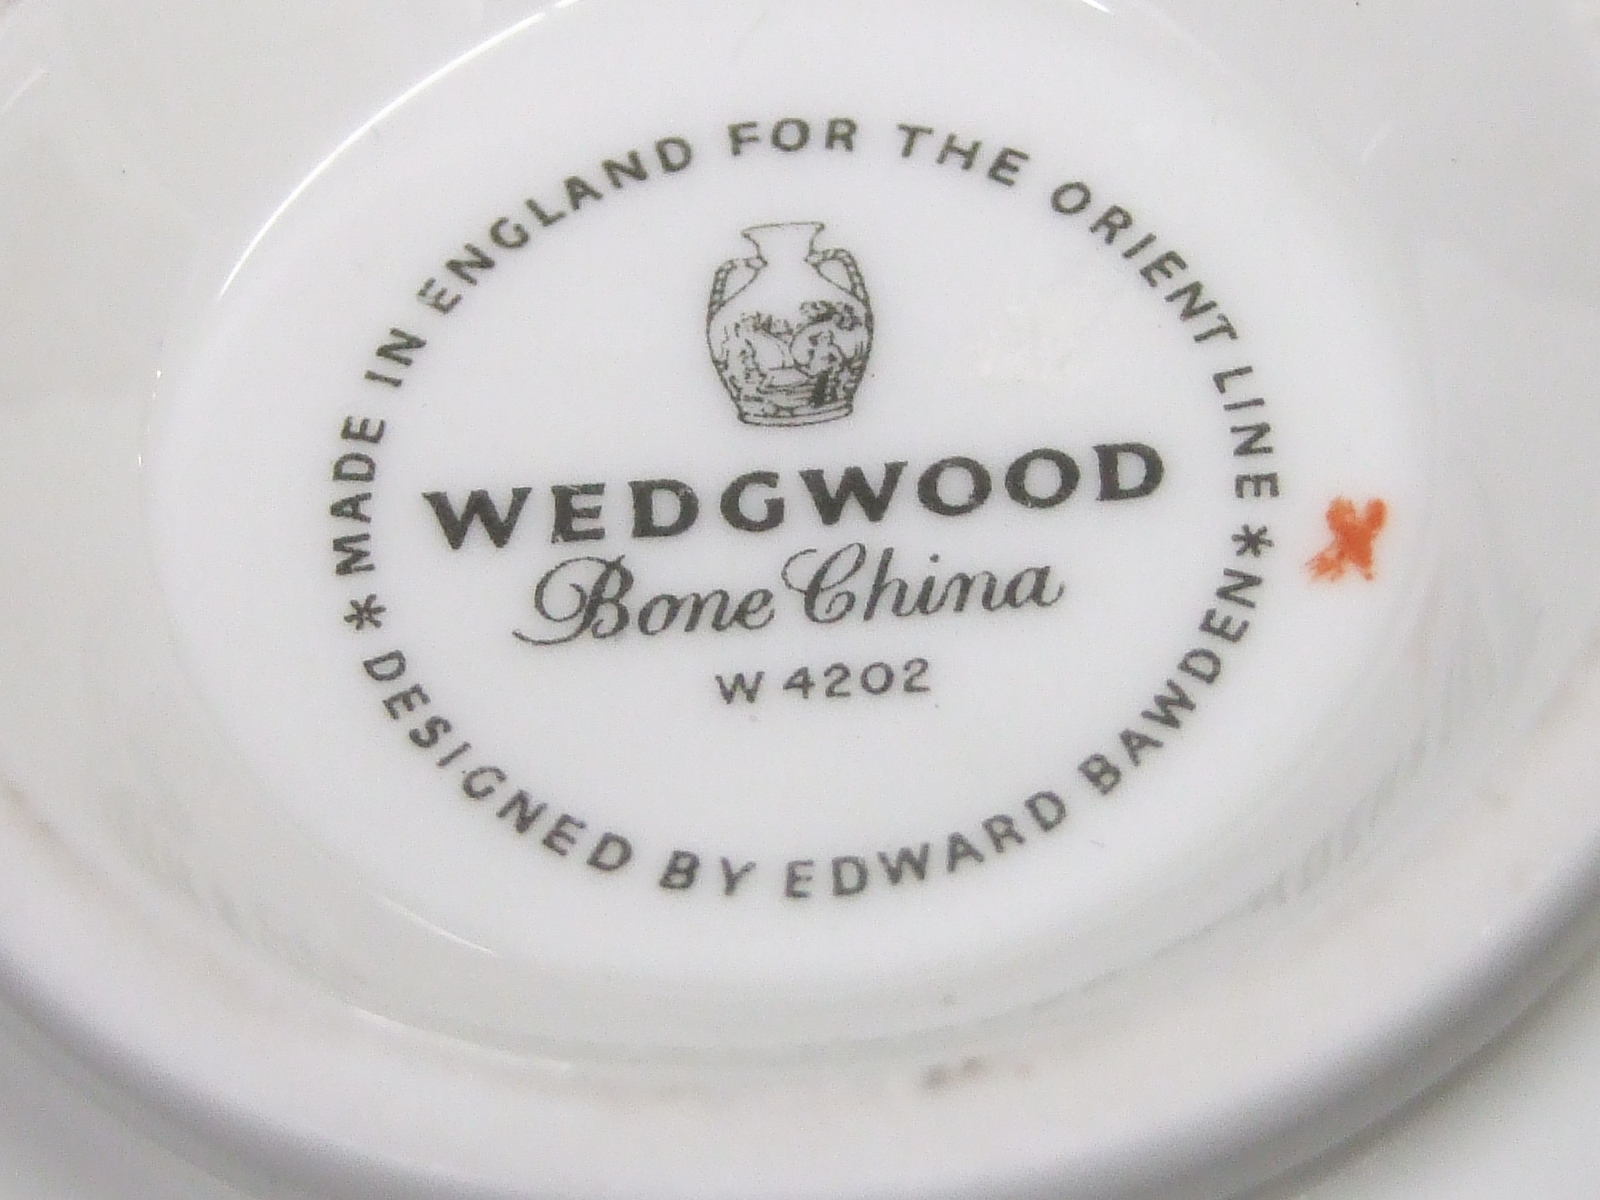 * MADE IN ENGLAND FOR THE ORIENT LINE *
WEDGWOOD
Bone China
W 4202
DESIGNED BY EDWARD BAWDEN